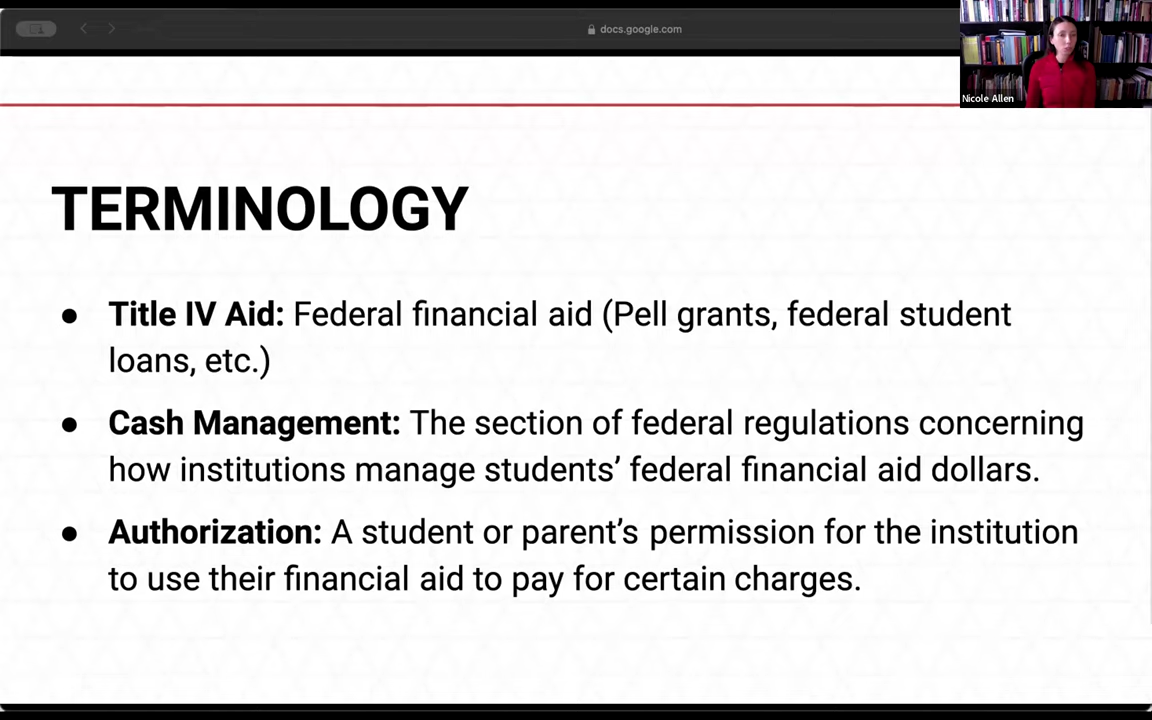 docs.google.com
Nicole Allen
TERMINOLOGY
● Title IV Aid: Federal financial aid (Pell grants, federal student
loans, etc.)
● Cash Management: The section of federal regulations concerning
how institutions manage students’ federal financial aid dollars.
● Authorization: A student or parent’s permission for the institution
to use their financial aid to pay for certain charges.